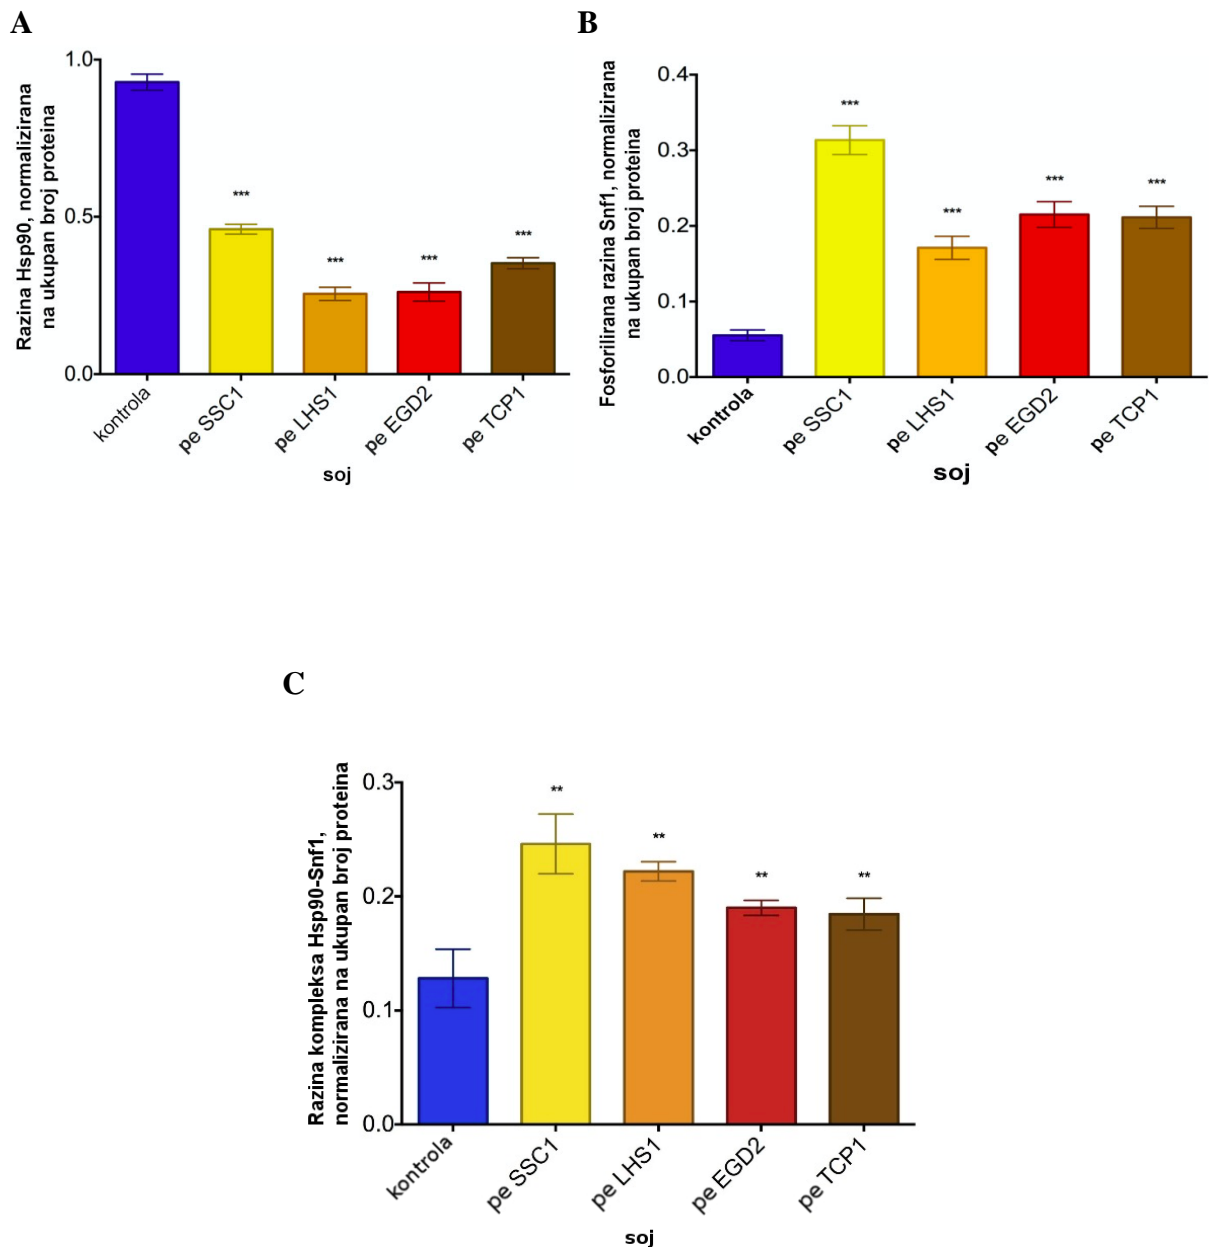 A
Razina Hsp90, normalizirana
na ukupan broj proteina
1.0
0.5
0.0
***
***
***
***
kontrola
pe SSC1
pe LHS1
pe EGD2
pe TCP1
soj
B
Fosforilirana razina Snf1, normalizirana
na ukupan broj proteina
0.4
0.3
0.2
0.1
0.0
***
***
***
***
kontrola
pe SSC1
pe LHS1
pe EGD2
pe TCP1
soj
C
Razina kompleksa Hsp90-Snf1,
normalizirana na ukupan broj proteina
0.3
0.2
0.1
0.0
**
**
**
**
kontrola
pe SSC1
pe LHS1
pe EGD2
pe TCP1
soj